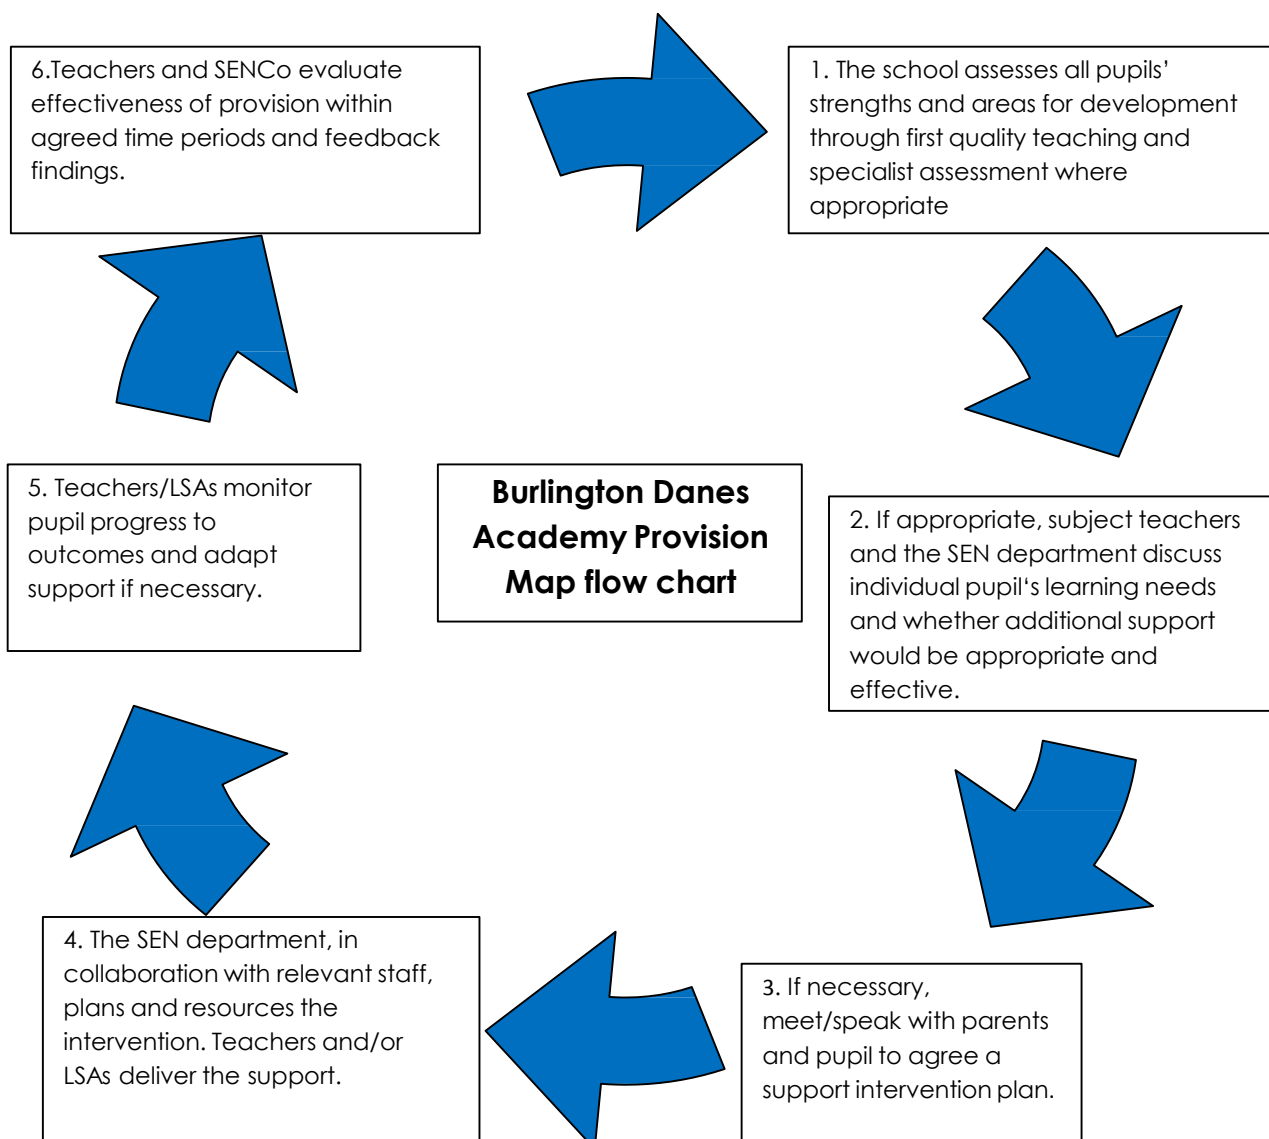 6.Teachers and SENCo evaluate
effectiveness of provision within
agreed time periods and feedback
findings.
1. The school assesses all pupils’
strengths and areas for development
through first quality teaching and
specialist assessment where
appropriate
5. Teachers/LSAs monitor
pupil progress to
outcomes and adapt
support if necessary.
Burlington Danes
Academy Provision
Map flow chart
2. If appropriate, subject teachers
and the SEN department discuss
individual pupil‘s learning needs
and whether additional support
would be appropriate and
effective.
4. The SEN department, in
collaboration with relevant staff,
plans and resources the
intervention. Teachers and/or
LSAs deliver the support.
3. If necessary,
meet/speak with parents
and pupil to agree a
support intervention plan.